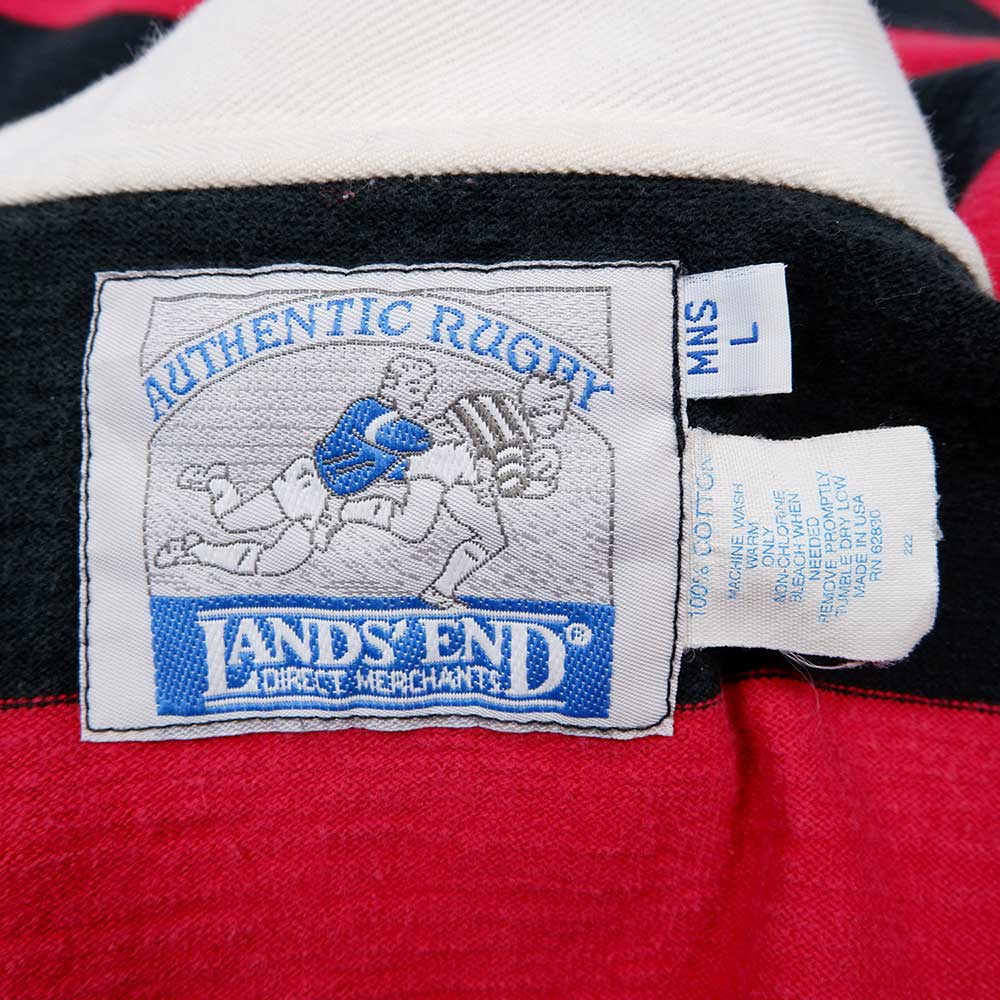 AUTHENTIC RUGBY
LANDS' END®
DIRECT MERCHANTS
MNS
L
100% COTTON
MACHINE WASH
WARM
ONLY
NON-CHLORINE
BLEACH WHEN
NEEDED
REMOVE PROMPTLY
TUMBLE DRY LOW
MADE IN USA
RN 62830
222